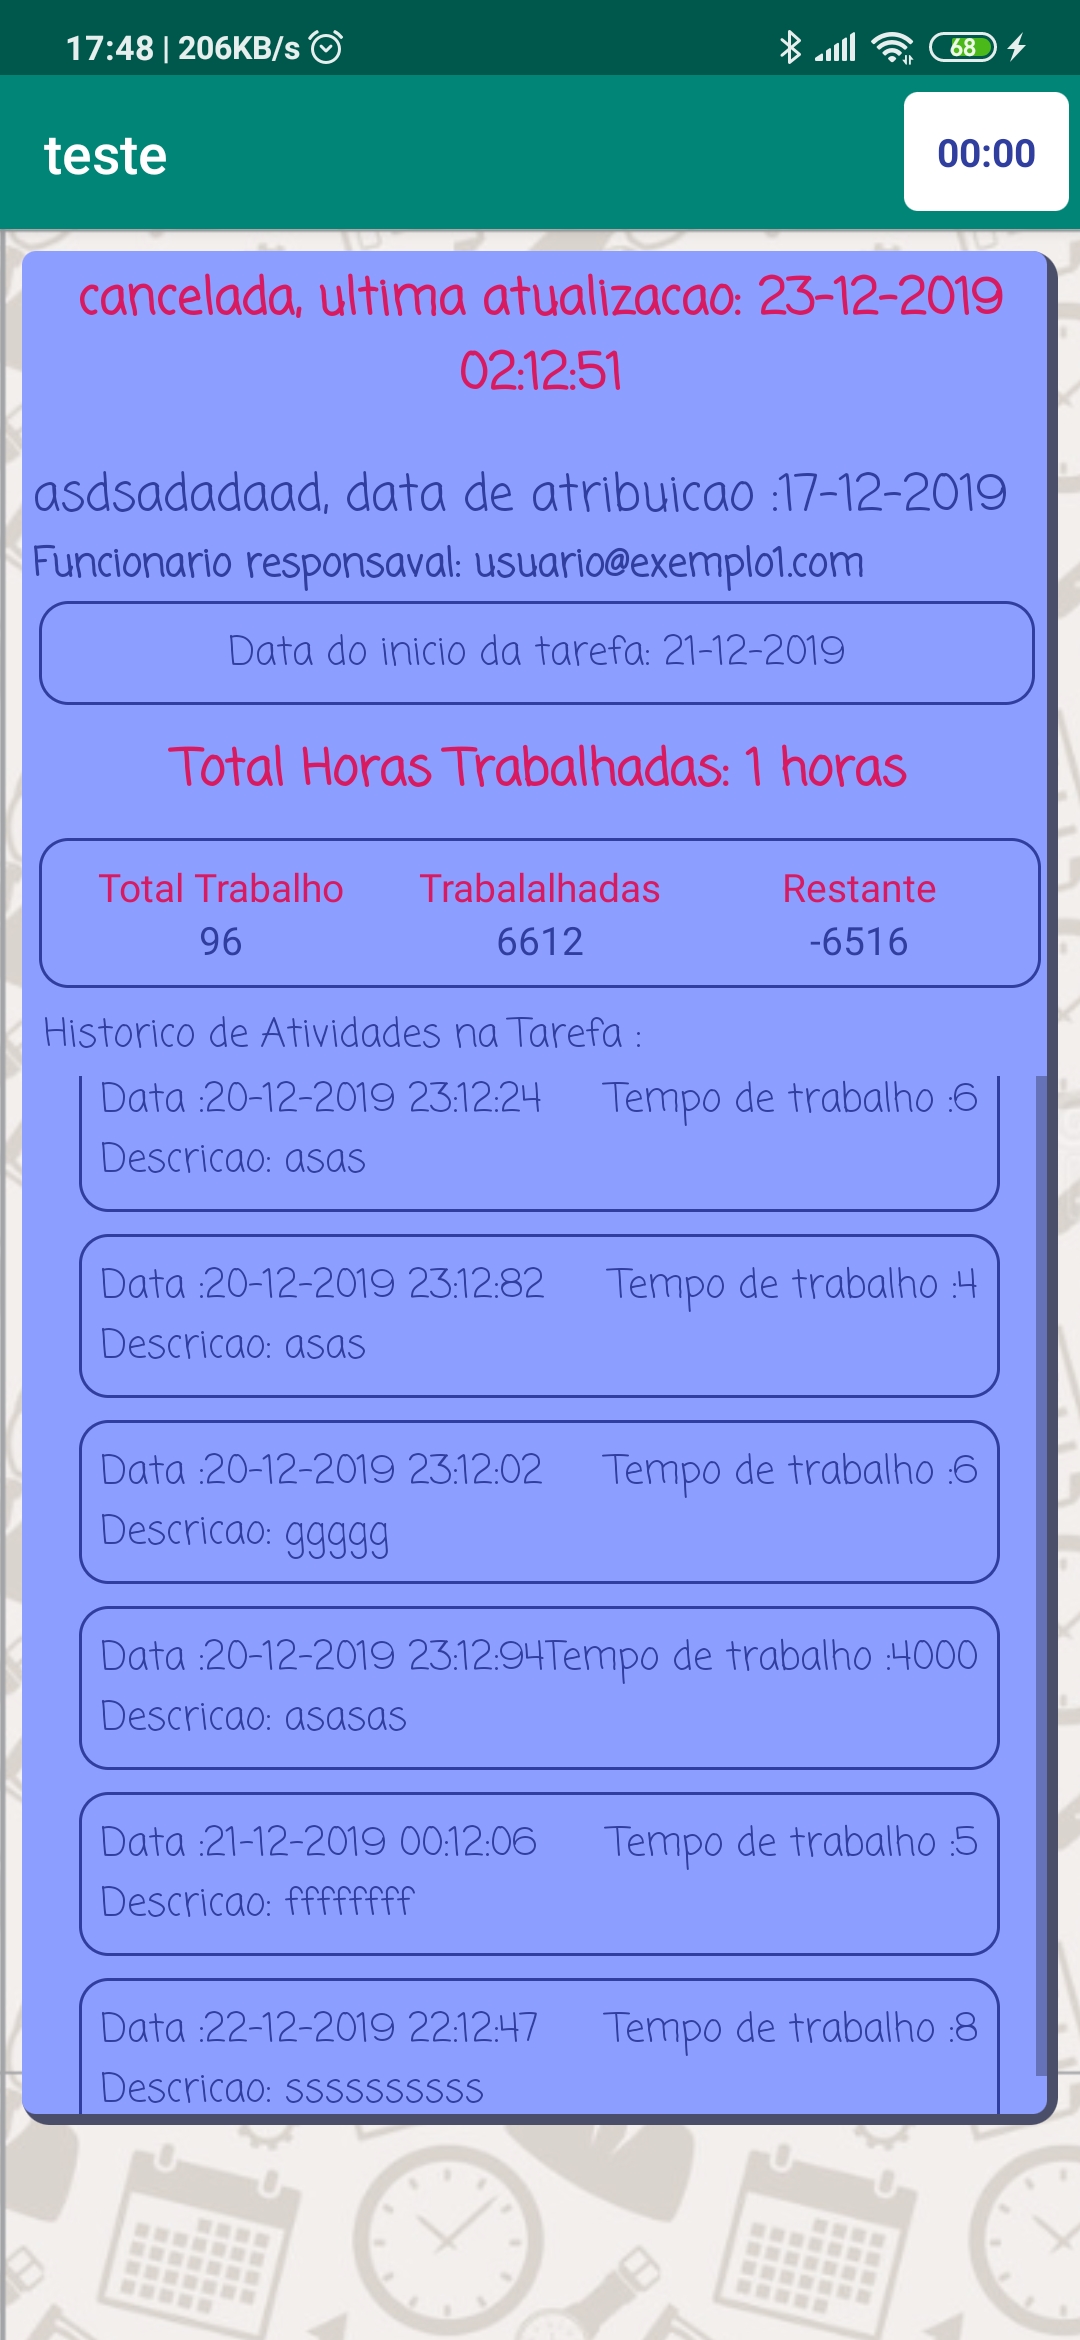 17:48 | 206KB/s 68
teste 00:00
cancelada, ultima atualizacao: 23-12-2019
02:12:51
asdsadadaad, data de atribuicao :17-12-2019
Funcionario responsaval: usuario@exemplo1.com
Data do inicio da tarefa: 21-12-2019
Total Horas Trabalhadas: 1 horas
Total Trabalho Trabalalhadas Restante
96 6612 -6516
Historico de Atividades na Tarefa :
Data :20-12-2019 23:12:24 Tempo de trabalho :6
Descricao: asas
Data :20-12-2019 23:12:82 Tempo de trabalho :4
Descricao: asas
Data :20-12-2019 23:12:02 Tempo de trabalho :6
Descricao: ggggg
Data :20-12-2019 23:12:94Tempo de trabalho :4000
Descricao: asasas
Data :21-12-2019 00:12:06 Tempo de trabalho :5
Descricao: ffffffff
Data :22-12-2019 22:12:47 Tempo de trabalho :8
Descricao: ssssssssss